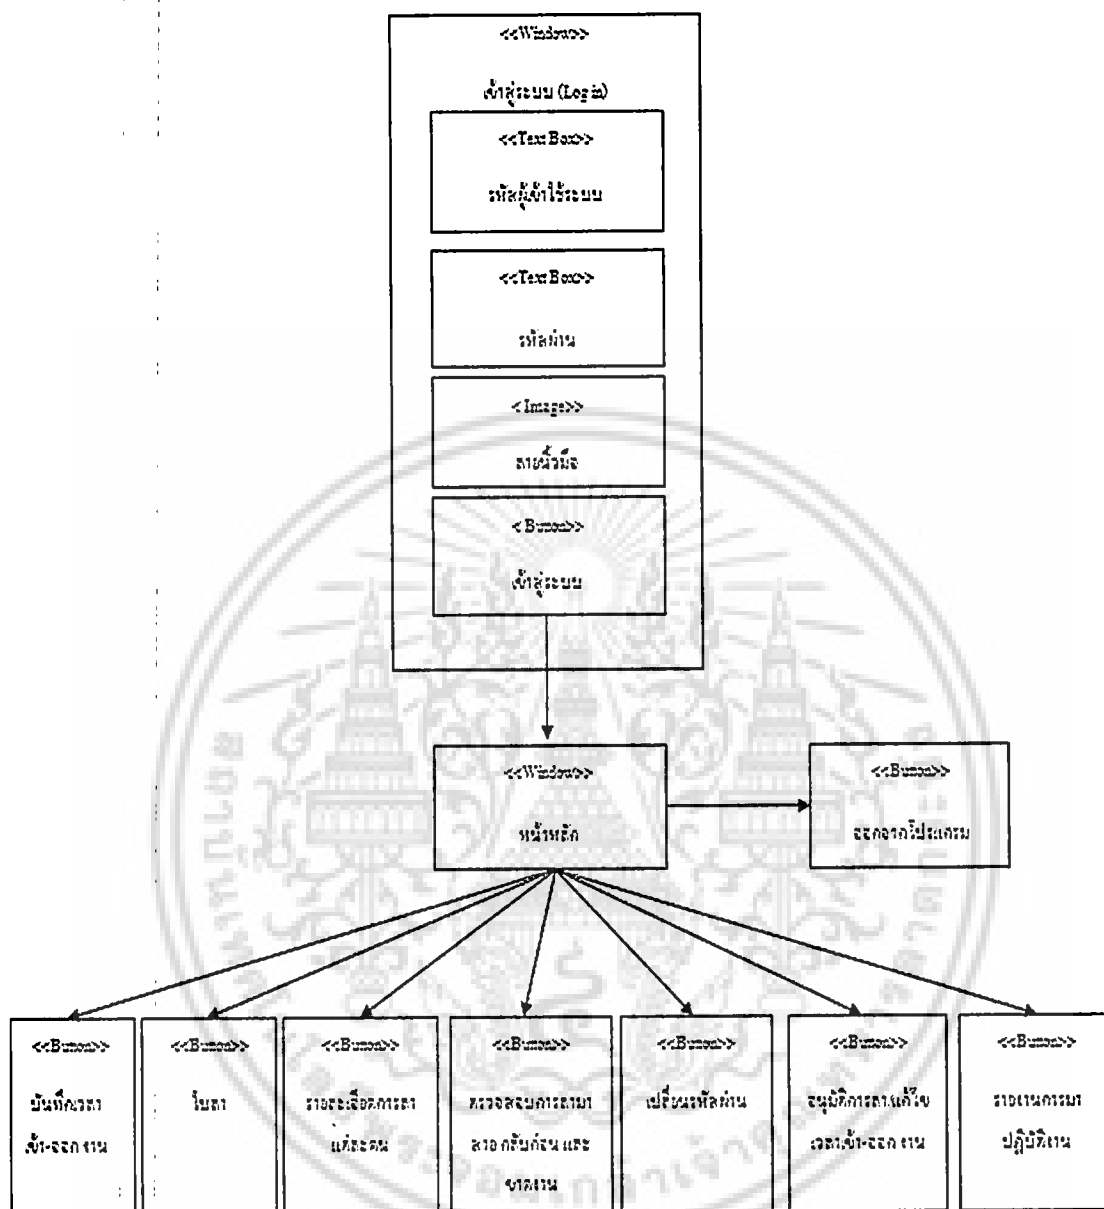 <<Window>>
เข้าสู่ระบบ (Login)
<<Text Box>>
รหัสผู้เข้าใช้ระบบ
<<Text Box>>
รหัสผ่าน
<Image>>
ลายนิ้วมือ
<Button>>
เข้าสู่ระบบ
<<Window>>
หน้าหลัก
<<Button>>
ออกจากโปรแกรม
<<Button>>
บันทึกเวลา
เข้า-ออก งาน
<<Button>>
ใบลา
<<Button>>
รายละเอียดการลา
แต่ละคน
<<Button>>
ตรวจสอบการลามา
สาย กลับก่อน และ
ขาดงาน
<<Button>>
เปลี่ยนรหัสผ่าน
<<Button>>
อนุมัติการลา/แก้ไข
เวลาเข้า-ออก งาน
<<Button>>
รายงานการมา
ปฏิบัติงาน